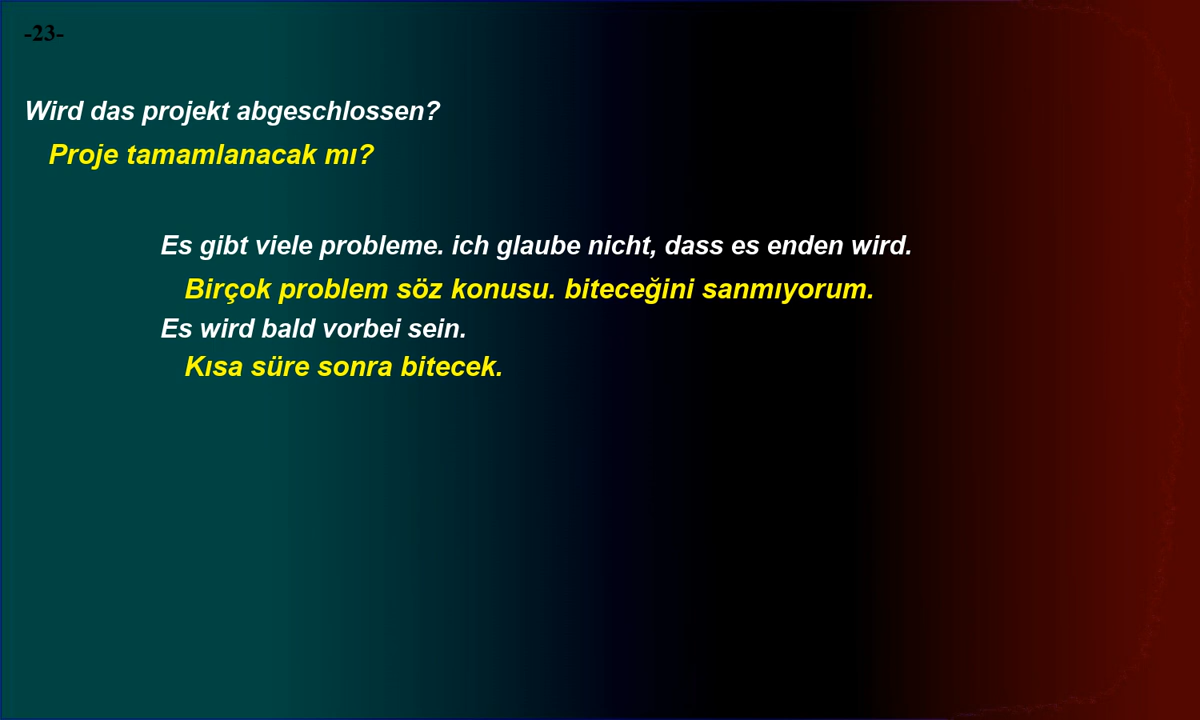 -23-
Wird das projekt abgeschlossen?
Proje tamamlanacak mı?
Es gibt viele probleme. ich glaube nicht, dass es enden wird.
Birçok problem söz konusu. biteceğini sanmıyorum.
Es wird bald vorbei sein.
Kısa süre sonra bitecek.